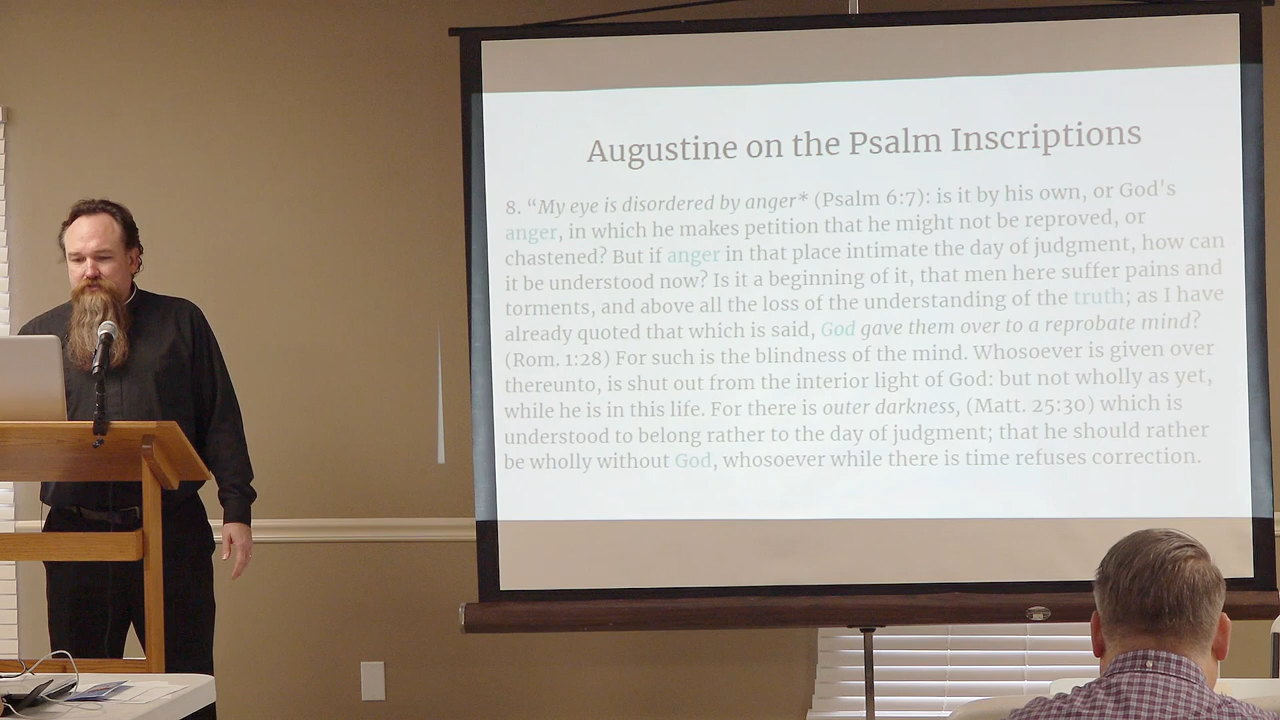 Augustine on the Psalm Inscriptions
8. “My eye is disordered by anger* (Psalm 6:7): is it by his own, or God's
anger, in which he makes petition that he might not be reproved, or
chastened? But if anger in that place intimate the day of judgment, how can
it be understood now? Is it a beginning of it, that men here suffer pains and
torments, and above all the loss of the understanding of the truth; as I have
already quoted that which is said, God gave them over to a reprobate mind?
(Rom. 1:28) For such is the blindness of the mind. Whosoever is given over
thereunto, is shut out from the interior light of God: but not wholly as yet,
while he is in this life. For there is outer darkness, (Matt. 25:30) which is
understood to belong rather to the day of judgment; that he should rather
be wholly without God, whosoever while there is time refuses correction.